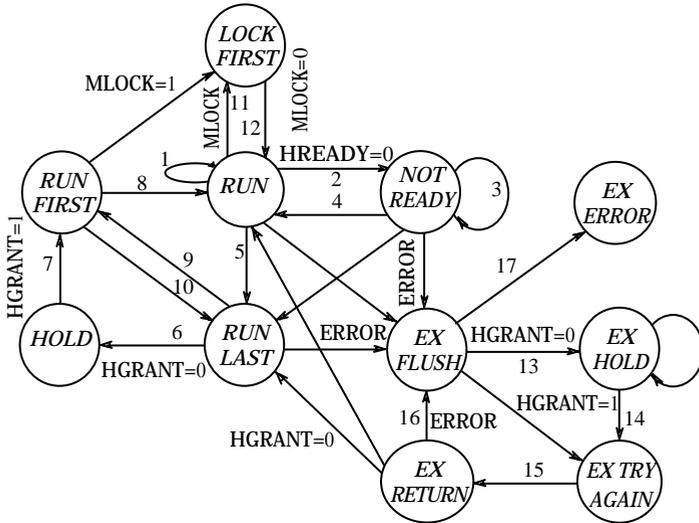 LOCK
FIRST
MLOCK=1
MLOCK
11
12
MLOCK=0
1
HREADY=0
2
4
RUN
FIRST
8
RUN
NOT
READY
3
EX
ERROR
HGRANT=1
7
9
10
5
ERROR
17
HOLD
6
HGRANT=0
RUN
LAST
ERROR
EX
FLUSH
HGRANT=0
13
EX
HOLD
HGRANT=1
14
HGRANT=0
16
ERROR
15
EX
RETURN
EX TRY
AGAIN